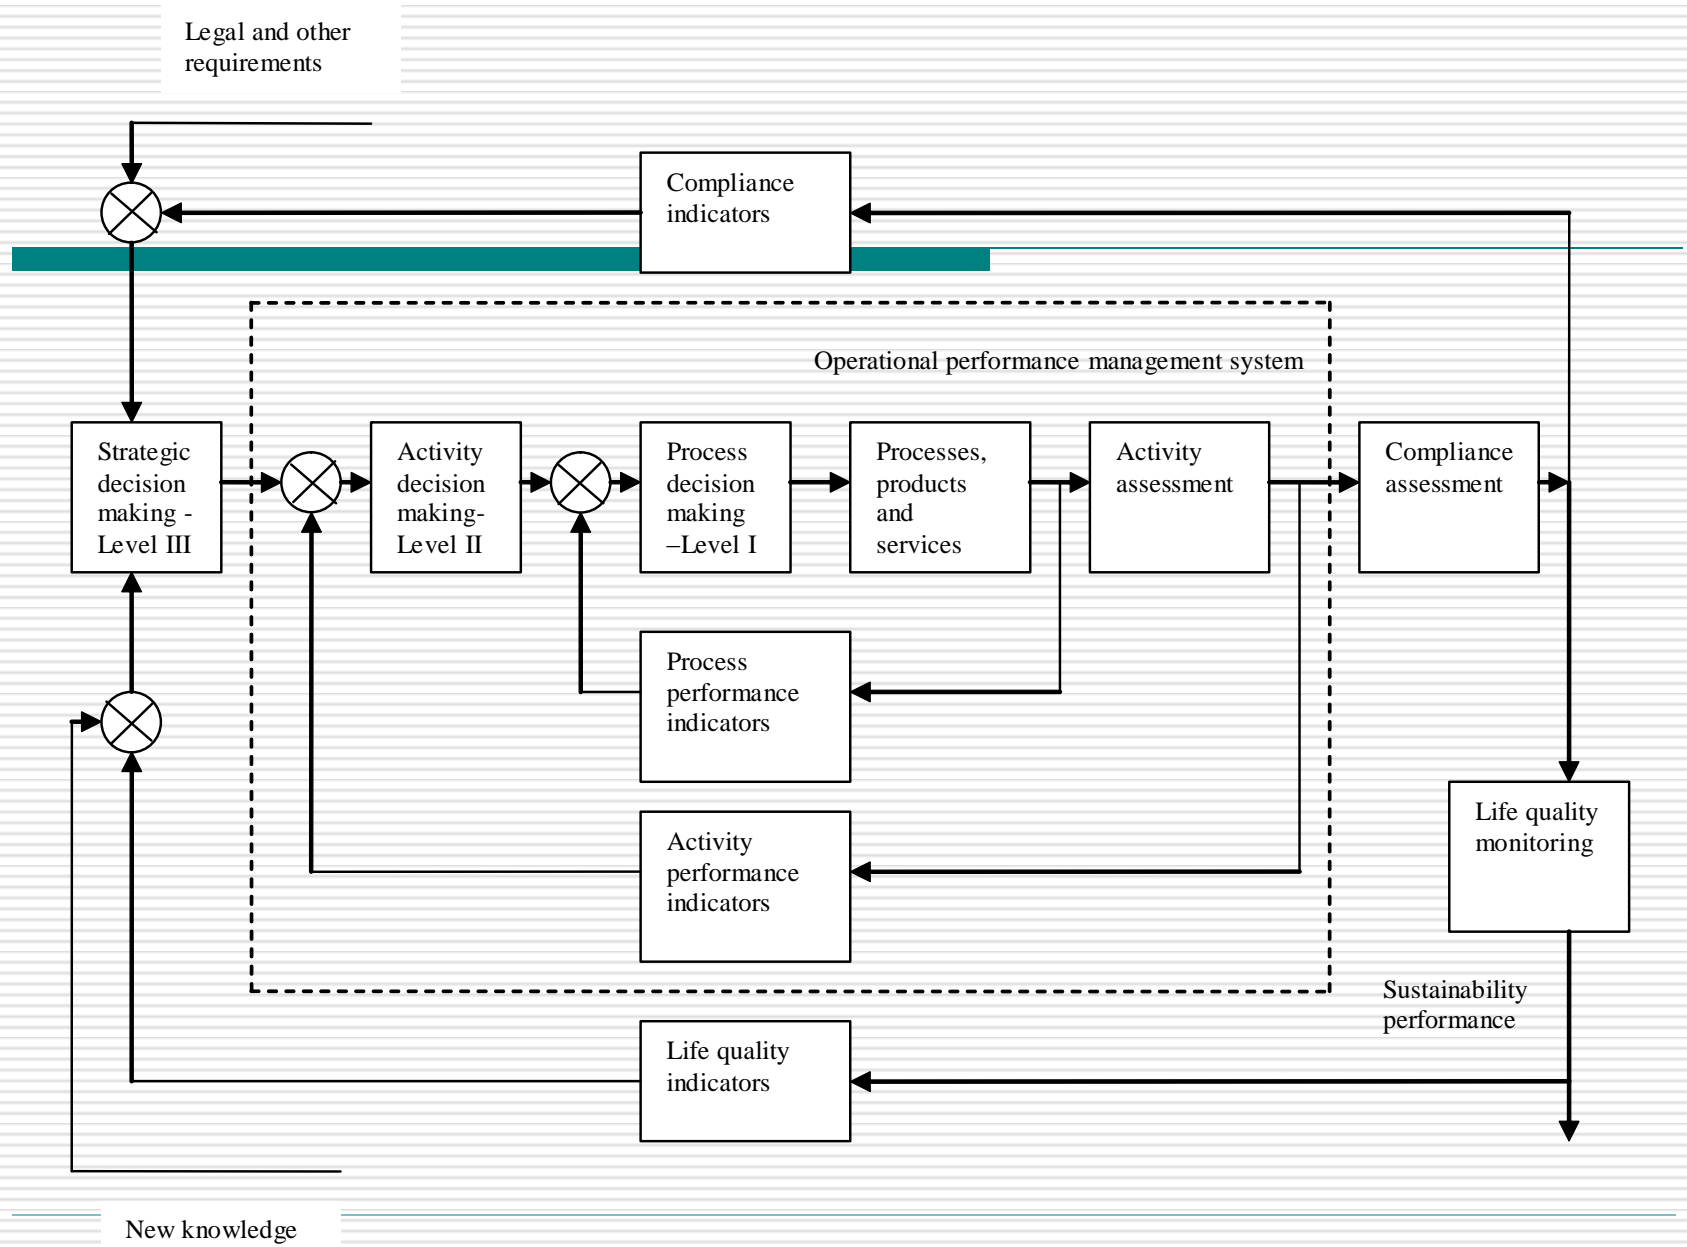 Legal and other
requirements
Compliance
indicators
Operational performance management system
Strategic
decision
making -
Level III
Activity
decision
making-
Level II
Process
decision
making
–Level I
Processes,
products
and
services
Activity
assessment
Compliance
assessment
Process
performance
indicators
Activity
performance
indicators
Life quality
monitoring
Sustainability
performance
Life quality
indicators
New knowledge